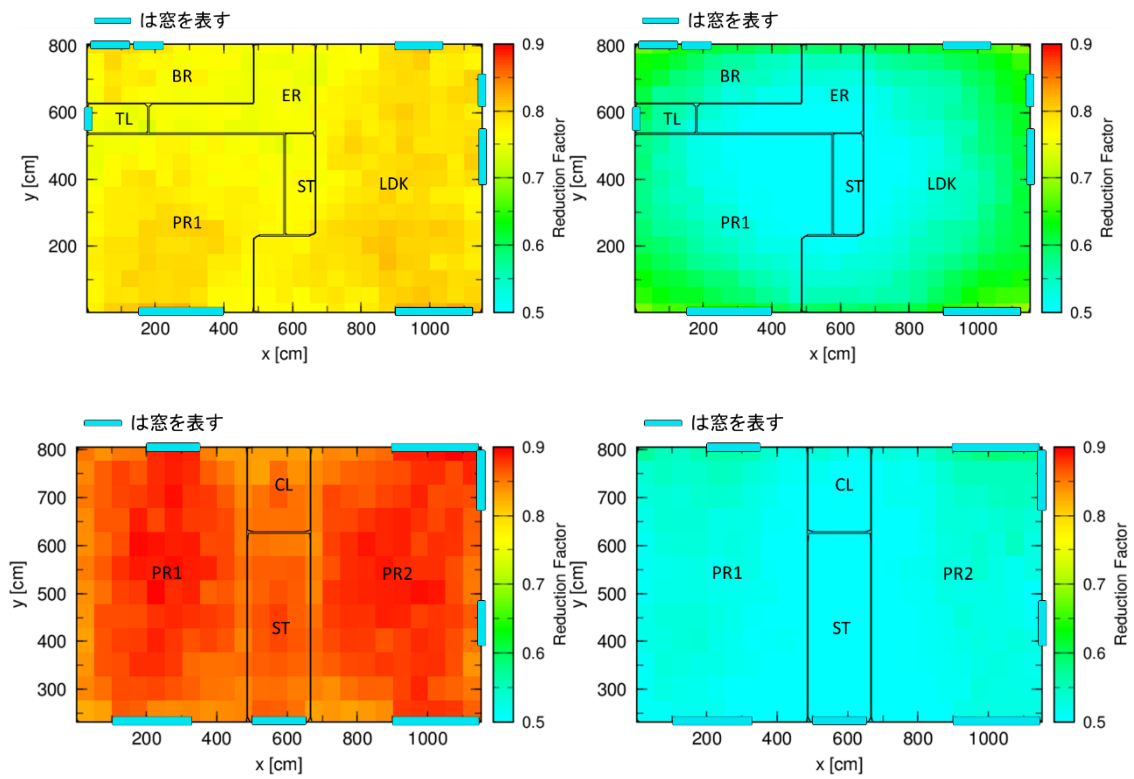 は窓を表す
800
600
400
200
y [cm]
200
400
600
800
1000
x [cm]
BR
ER
TL
ST
LDK
PR1
0.9
0.8
0.7
0.6
0.5
Reduction Factor
は窓を表す
800
600
400
200
y [cm]
200
400
600
800
1000
x [cm]
BR
ER
TL
ST
LDK
PR1
0.9
0.8
0.7
0.6
0.5
Reduction Factor
は窓を表す
800
700
600
500
400
300
y [cm]
200
400
600
800
1000
x [cm]
CL
PR1
PR2
ST
0.9
0.8
0.7
0.6
0.5
Reduction Factor
は窓を表す
800
700
600
500
400
300
y [cm]
200
400
600
800
1000
x [cm]
CL
PR1
PR2
ST
0.9
0.8
0.7
0.6
0.5
Reduction Factor